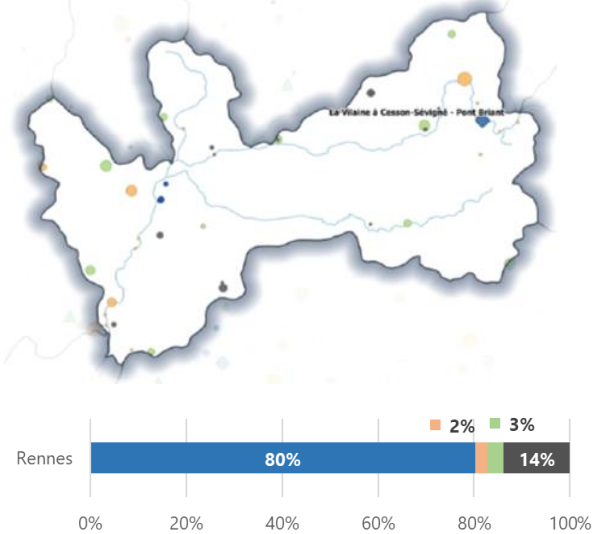 La Vilaine à Cesson-Sévigné - Pont Briant
2% 3%
Rennes 80% 14%
0% 20% 40% 60% 80% 100%